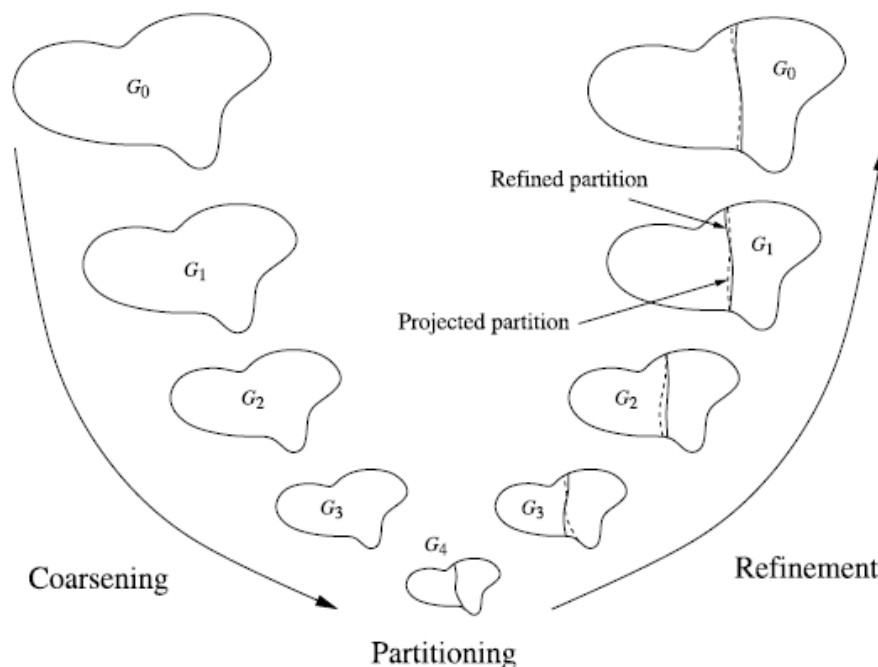 G0
G0
Refined partition
G1
G1
Projected partition
G2
G2
G3
G3
G4
Coarsening
Refinement
Partitioning